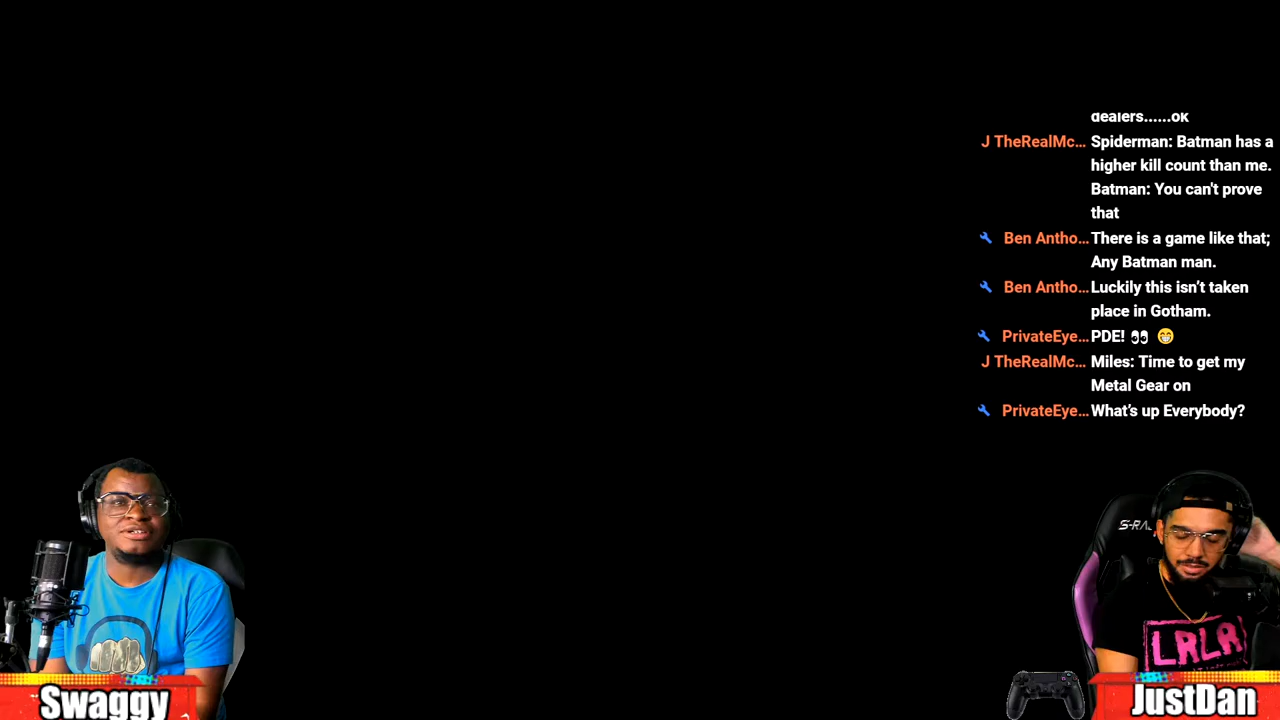 dealers......ok
J TheRealMc... Spiderman: Batman has a
higher kill count than me.
Batman: You can't prove
that
Ben Antho... There is a game like that;
Any Batman man.
Ben Antho... Luckily this isn’t taken
place in Gotham.
PrivateEye... PDE! 👀 😁
J TheRealMc... Miles: Time to get my
Metal Gear on
PrivateEye... What’s up Everybody?
LRLR
Swaggy
JustDan